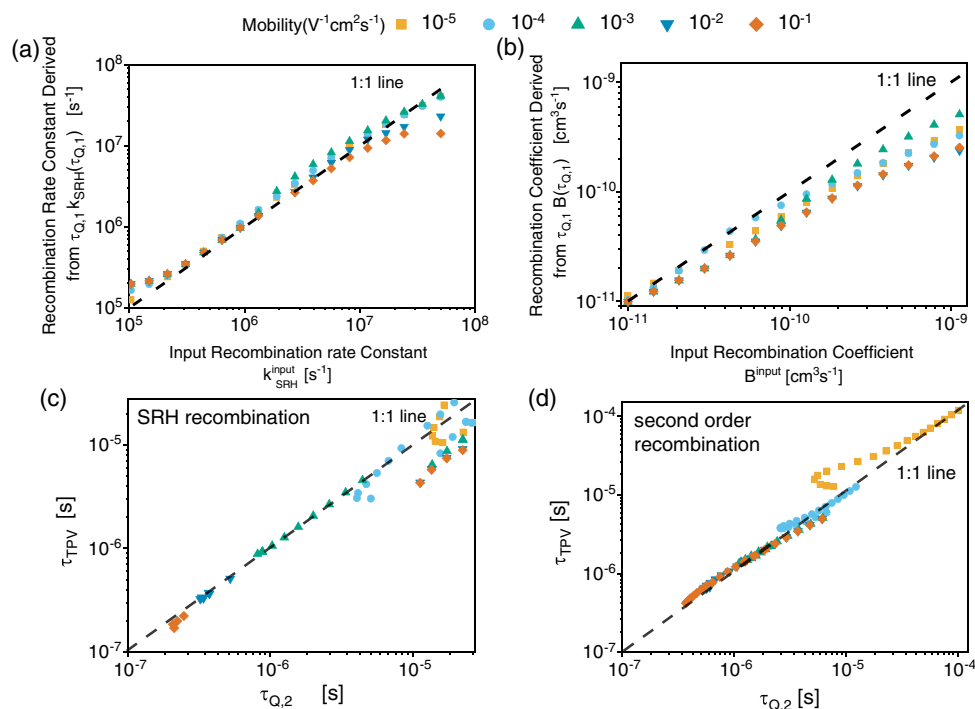 Mobility(V⁻¹cm²s⁻¹) 10⁻⁵ 10⁻⁴ 10⁻³ 10⁻² 10⁻¹
(a)
Recombination Rate Constant Derived
from τQ,1 kSRH(τQ,1) [s⁻¹]
10⁸
10⁷
10⁶
10⁵
1:1 line
10⁵ 10⁶ 10⁷ 10⁸
Input Recombination rate Constant
k input SRH [s⁻¹]
(b)
Recombination Coefficient Derived
from τQ,1 B(τQ,1) [cm³s⁻¹]
10⁻⁹
10⁻¹⁰
10⁻¹¹
1:1 line
10⁻¹¹ 10⁻¹⁰ 10⁻⁹
Input Recombination Coefficient
B input [cm³s⁻¹]
(c)
SRH recombination
1:1 line
τTPV [s]
10⁻⁵
10⁻⁶
10⁻⁷
10⁻⁷ 10⁻⁶ 10⁻⁵
τQ,2 [s]
(d)
second order
recombination
1:1 line
τTPV [s]
10⁻⁴
10⁻⁵
10⁻⁶
10⁻⁷
10⁻⁷ 10⁻⁶ 10⁻⁵ 10⁻⁴
τQ,2 [s]